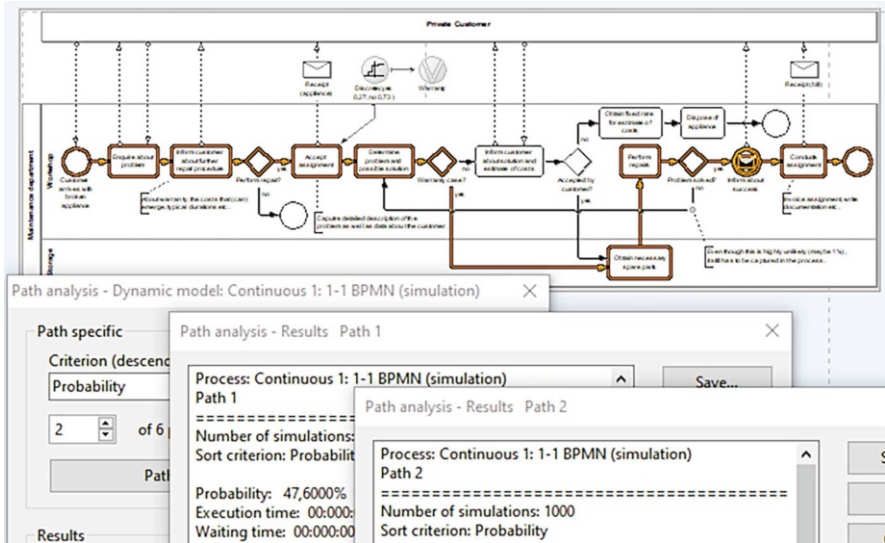 Private Customer
Receipt
(appliance)
Discrete;yes
0,27; no 0,73 )
Warranty
Receipt(bill)
Maintenance department
Workshop
Storage
Customer
arrives with
broken
appliance
Enquire about
problem
Inform customer
about further
repair procedure
Perform repair?
yes
no
Accept
assignment
Determine
problem and
possible solution
Warranty case?
no
yes
Inform customer
about solution and
estimate of costs
Accepted by
customer?
no
yes
Obtain fixed rate
for estimate of
costs
Dispose of
appliance
Perform
repair
Problem solved?
yes
no
Inform about
success
Conclude
assignment
About warranty, the costs that (can)
emerge, typical durations etc...
Capture detailed description of the
problem as well as data about the customer
Invoice assignment, write
documentation etc...
Even though this is highly unlikely (maybe 1%),
it still has to be captured in the process...
Obtain necessary
spare parts
Path analysis - Dynamic model: Continuous 1: 1-1 BPMN (simulation)
Path specific
Criterion (descend
Probability
2
of 6
Path
Results
Path analysis - Results Path 1
Process: Continuous 1: 1-1 BPMN (simulation)
Path 1
Number of simulations:
Sort criterion: Probabilit
Probability: 47,6000%
Execution time: 00:000:
Waiting time: 00:000:00
Save...
Path analysis - Results Path 2
Process: Continuous 1: 1-1 BPMN (simulation)
Path 2
=========================================
Number of simulations: 1000
Sort criterion: Probability